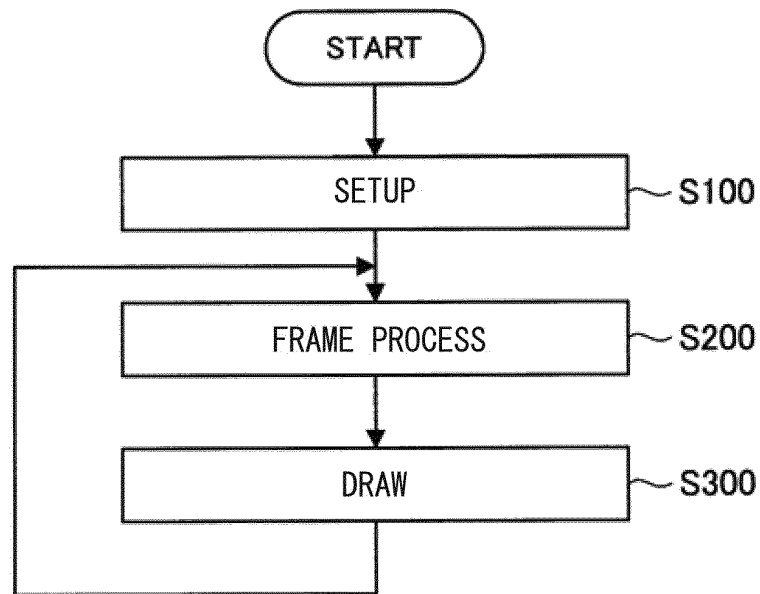 START
SETUP
S100
FRAME PROCESS
S200
DRAW
S300